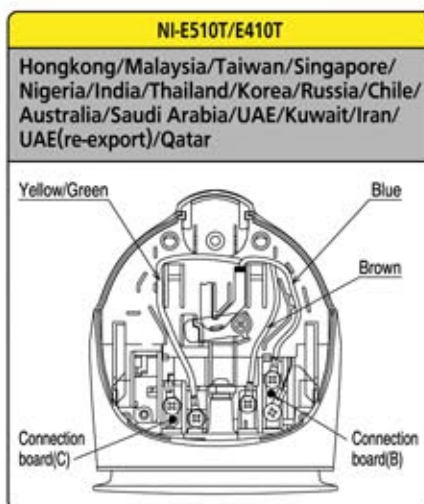 NI-E510T/E410T
Hongkong/Malaysia/Taiwan/Singapore/
Nigeria/India/Thailand/Korea/Russia/Chile/
Australia/Saudi Arabia/UAE/Kuwait/Iran/
UAE(re-export)/Qatar
Yellow/Green
Blue
Brown
Connection
board(C)
Connection
board(B)